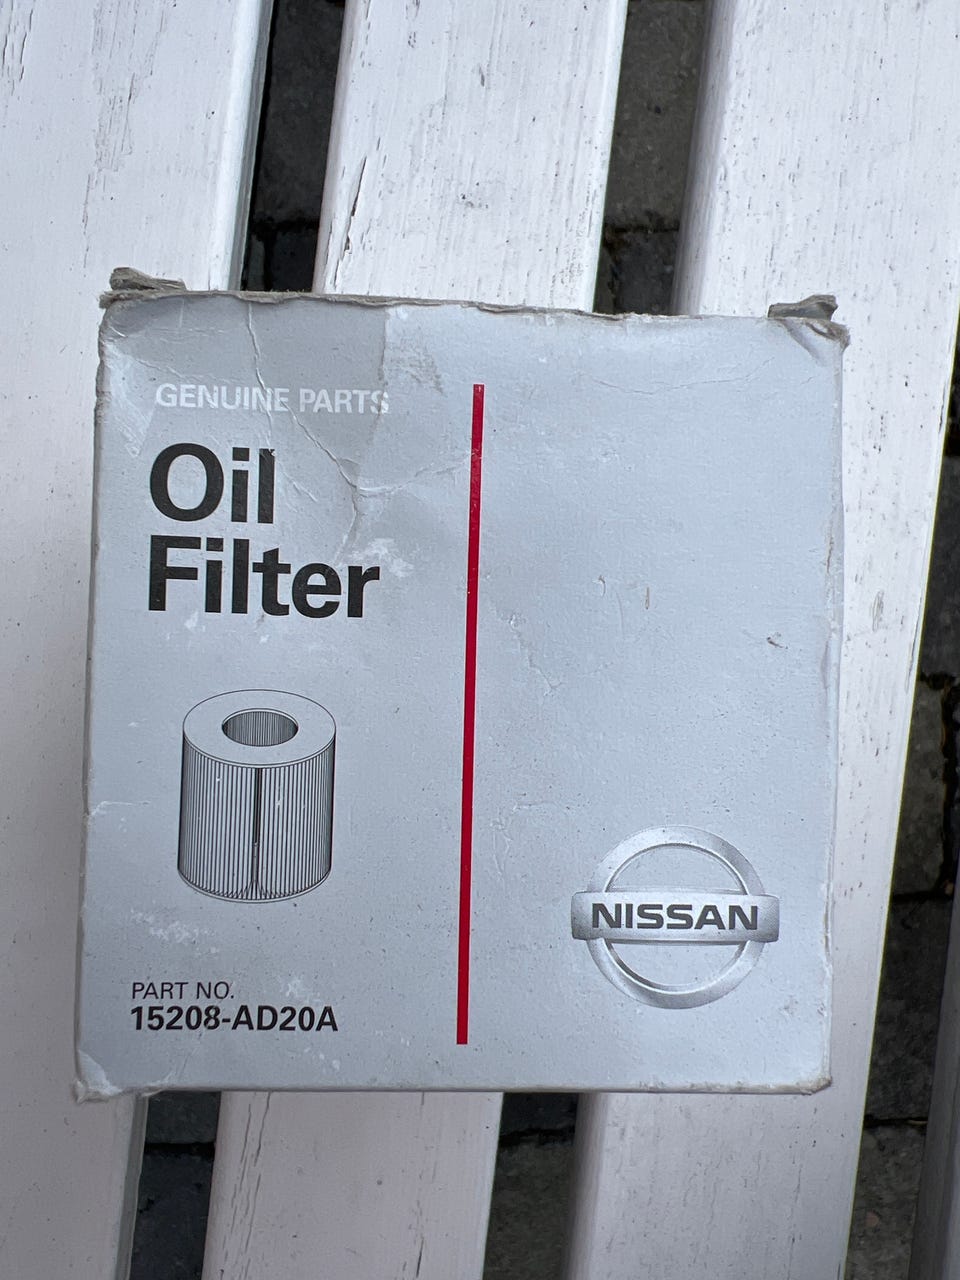 GENUINE PARTS
Oil
Filter
NISSAN
PART NO.
15208-AD20A